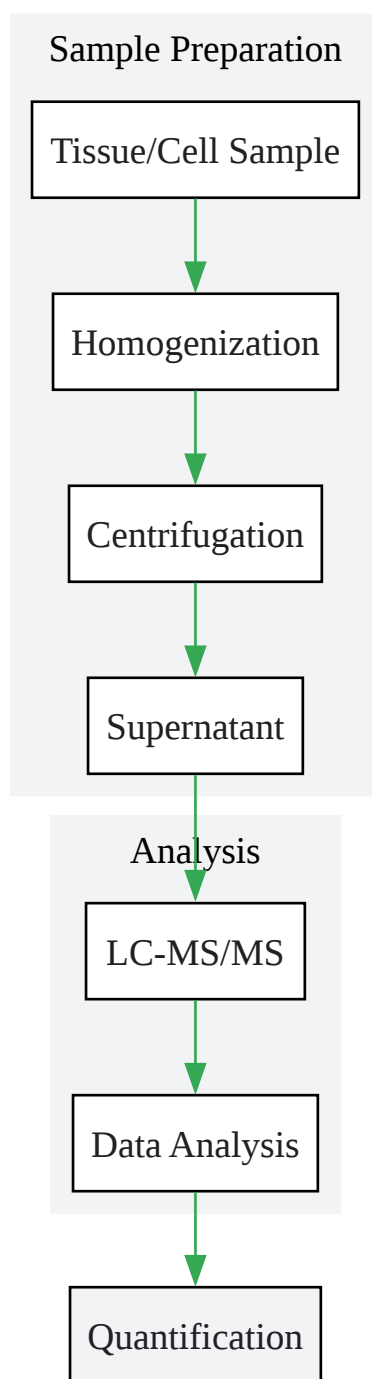 Sample Preparation
Tissue/Cell Sample
Homogenization
Centrifugation
Supernatant
Analysis
LC-MS/MS
Data Analysis
Quantification